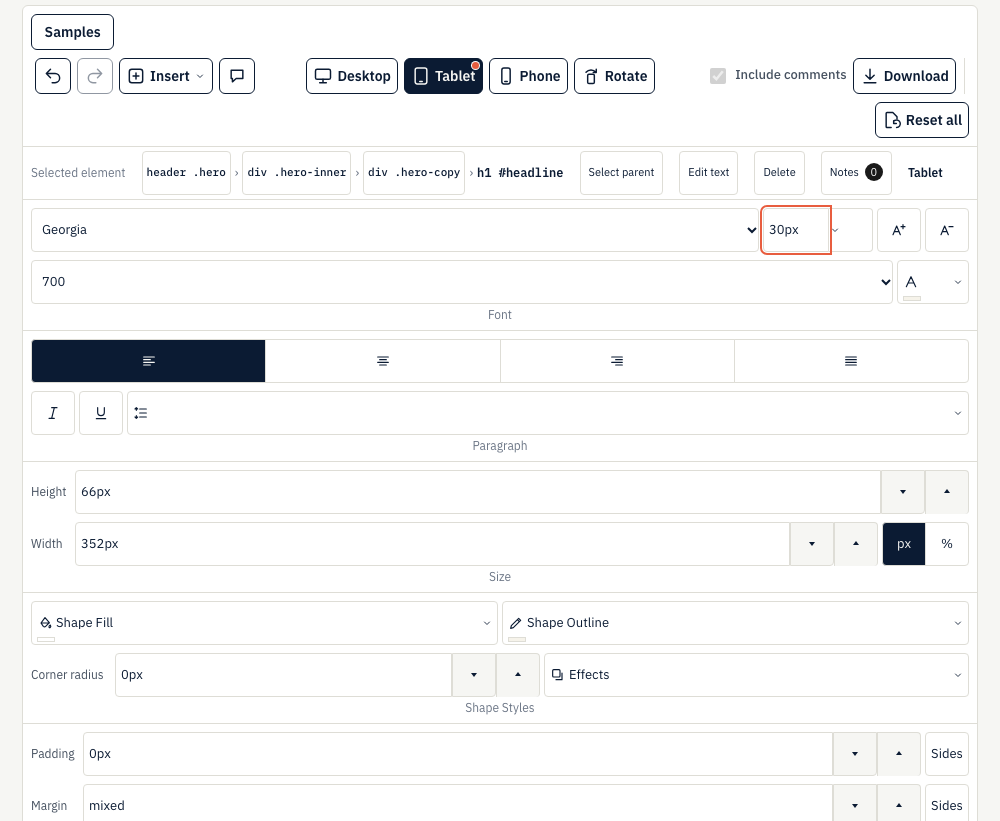 Samples
Insert Desktop Tablet Phone Rotate Include comments Download
Reset all
Selected element header .hero › div .hero-inner › div .hero-copy › h1 #headline Select parent Edit text Delete Notes 0 Tablet
Georgia 30px A+ A−
700 A
Font
I U
Paragraph
Height 66px
Width 352px px %
Size
Shape Fill Shape Outline
Corner radius 0px Effects
Shape Styles
Padding 0px Sides
Margin mixed Sides